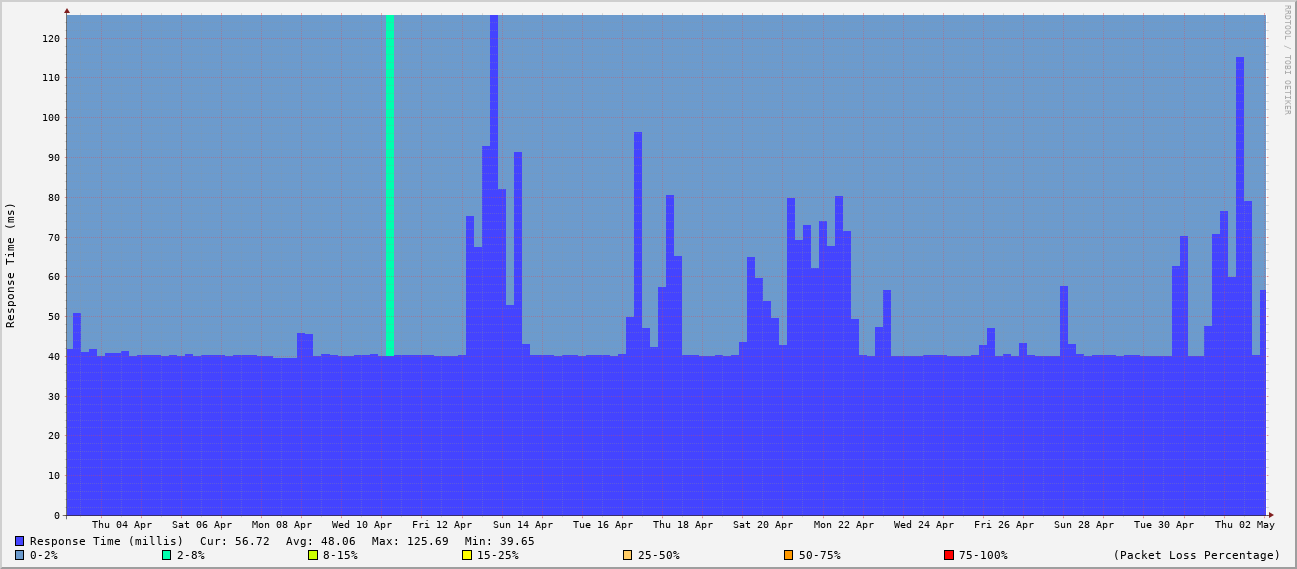 RRDTOOL / TOBI OETIKER
Response Time (ms)
120
110
100
90
80
70
60
50
40
30
20
10
0
Thu 04 Apr Sat 06 Apr Mon 08 Apr Wed 10 Apr Fri 12 Apr Sun 14 Apr Tue 16 Apr Thu 18 Apr Sat 20 Apr Mon 22 Apr Wed 24 Apr Fri 26 Apr Sun 28 Apr Tue 30 Apr Thu 02 May
Response Time (millis) Cur: 56.72 Avg: 48.06 Max: 125.69 Min: 39.65
0-2% 2-8% 8-15% 15-25% 25-50% 50-75% 75-100% (Packet Loss Percentage)